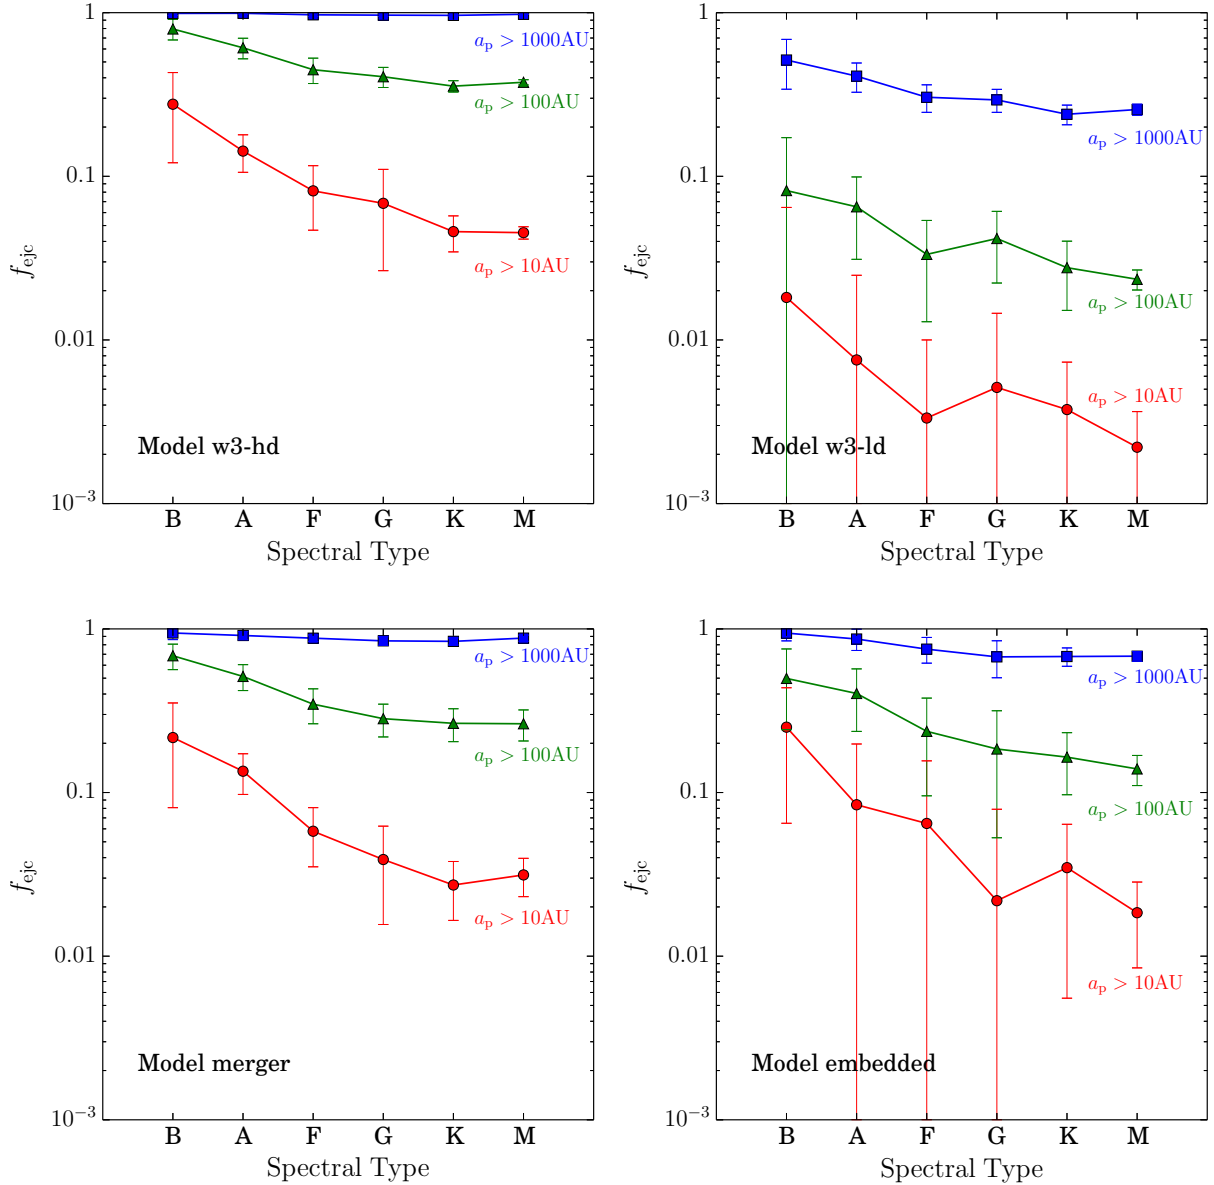 1
0.1
0.01
10⁻³
f_ejc
a_p > 1000AU
a_p > 100AU
a_p > 10AU
Model w3-hd
B A F G K M
Spectral Type
1
0.1
0.01
10⁻³
f_ejc
a_p > 1000AU
a_p > 100AU
a_p > 10AU
Model w3-ld
B A F G K M
Spectral Type
1
0.1
0.01
10⁻³
f_ejc
a_p > 1000AU
a_p > 100AU
a_p > 10AU
Model merger
B A F G K M
Spectral Type
1
0.1
0.01
10⁻³
f_ejc
a_p > 1000AU
a_p > 100AU
a_p > 10AU
Model embedded
B A F G K M
Spectral Type